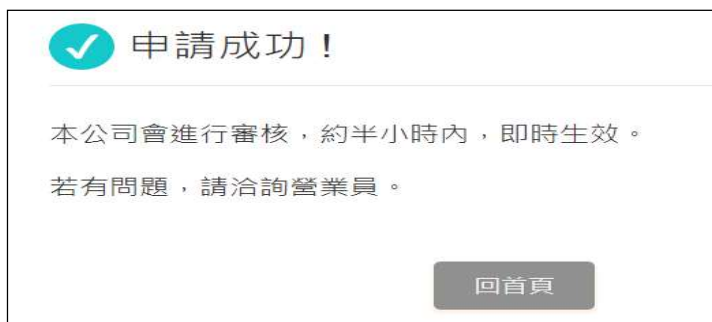 申請成功！
本公司會進行審核，約半小時內，即時生效。
若有問題，請洽詢營業員。
回首頁